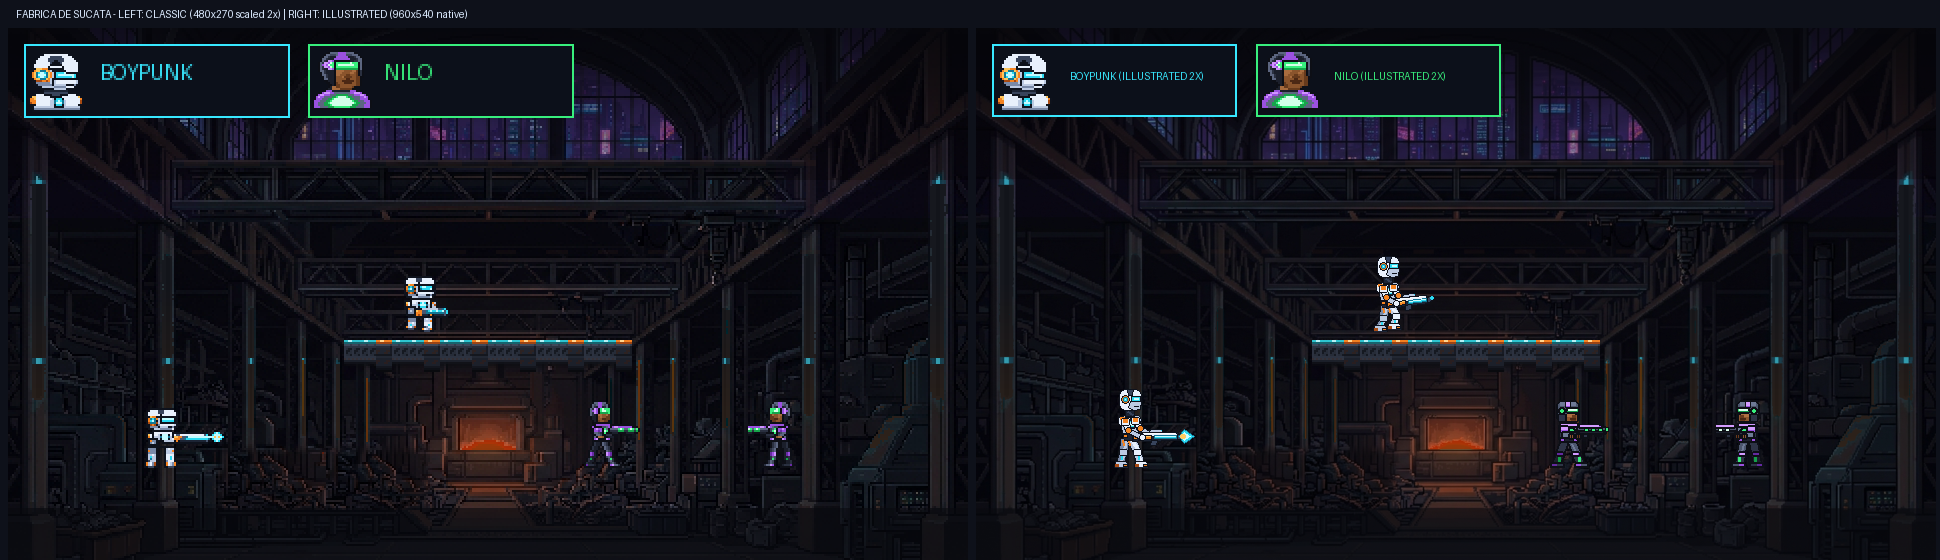 FABRICA DE SUCATA - LEFT: CLASSIC (480x270 scaled 2x) | RIGHT: ILLUSTRATED (960x540 native)
BOYPUNK
NILO
BOYPUNK (ILLUSTRATED 2X)
NILO (ILLUSTRATED 2X)